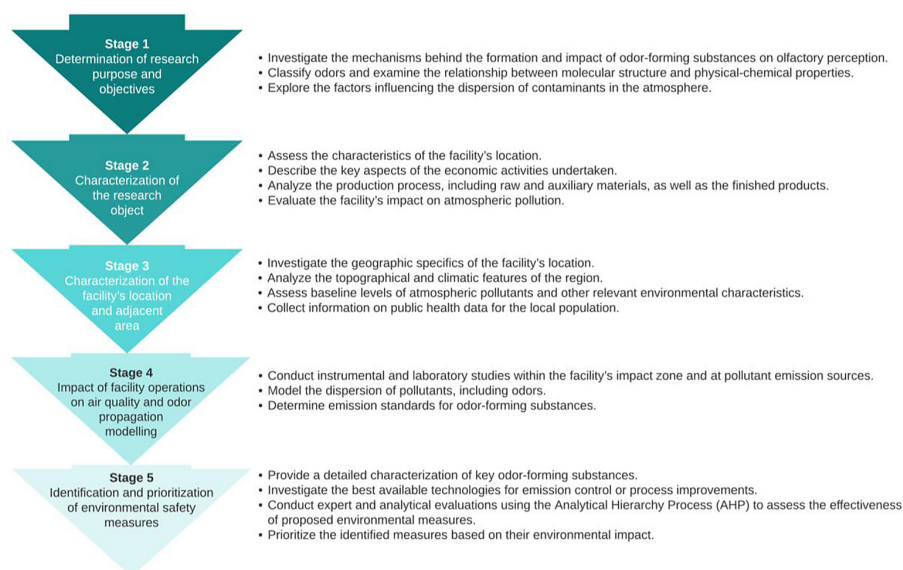 Stage 1
Determination of research
purpose and
objectives
• Investigate the mechanisms behind the formation and impact of odor-forming substances on olfactory perception.
• Classify odors and examine the relationship between molecular structure and physical-chemical properties.
• Explore the factors influencing the dispersion of contaminants in the atmosphere.
Stage 2
Characterization of
the research
object
• Assess the characteristics of the facility's location.
• Describe the key aspects of the economic activities undertaken.
• Analyze the production process, including raw and auxiliary materials, as well as the finished products.
• Evaluate the facility's impact on atmospheric pollution.
Stage 3
Characterization of the
facility's location
and adjacent
area
• Investigate the geographic specifics of the facility's location.
• Analyze the topographical and climatic features of the region.
• Assess baseline levels of atmospheric pollutants and other relevant environmental characteristics.
• Collect information on public health data for the local population.
Stage 4
Impact of facility operations
on air quality and odor
propagation
modelling
• Conduct instrumental and laboratory studies within the facility's impact zone and at pollutant emission sources.
• Model the dispersion of pollutants, including odors.
• Determine emission standards for odor-forming substances.
Stage 5
Identification and prioritization
of environmental safety
measures
• Provide a detailed characterization of key odor-forming substances.
• Investigate the best available technologies for emission control or process improvements.
• Conduct expert and analytical evaluations using the Analytical Hierarchy Process (AHP) to assess the effectiveness
of proposed environmental measures.
• Prioritize the identified measures based on their environmental impact.